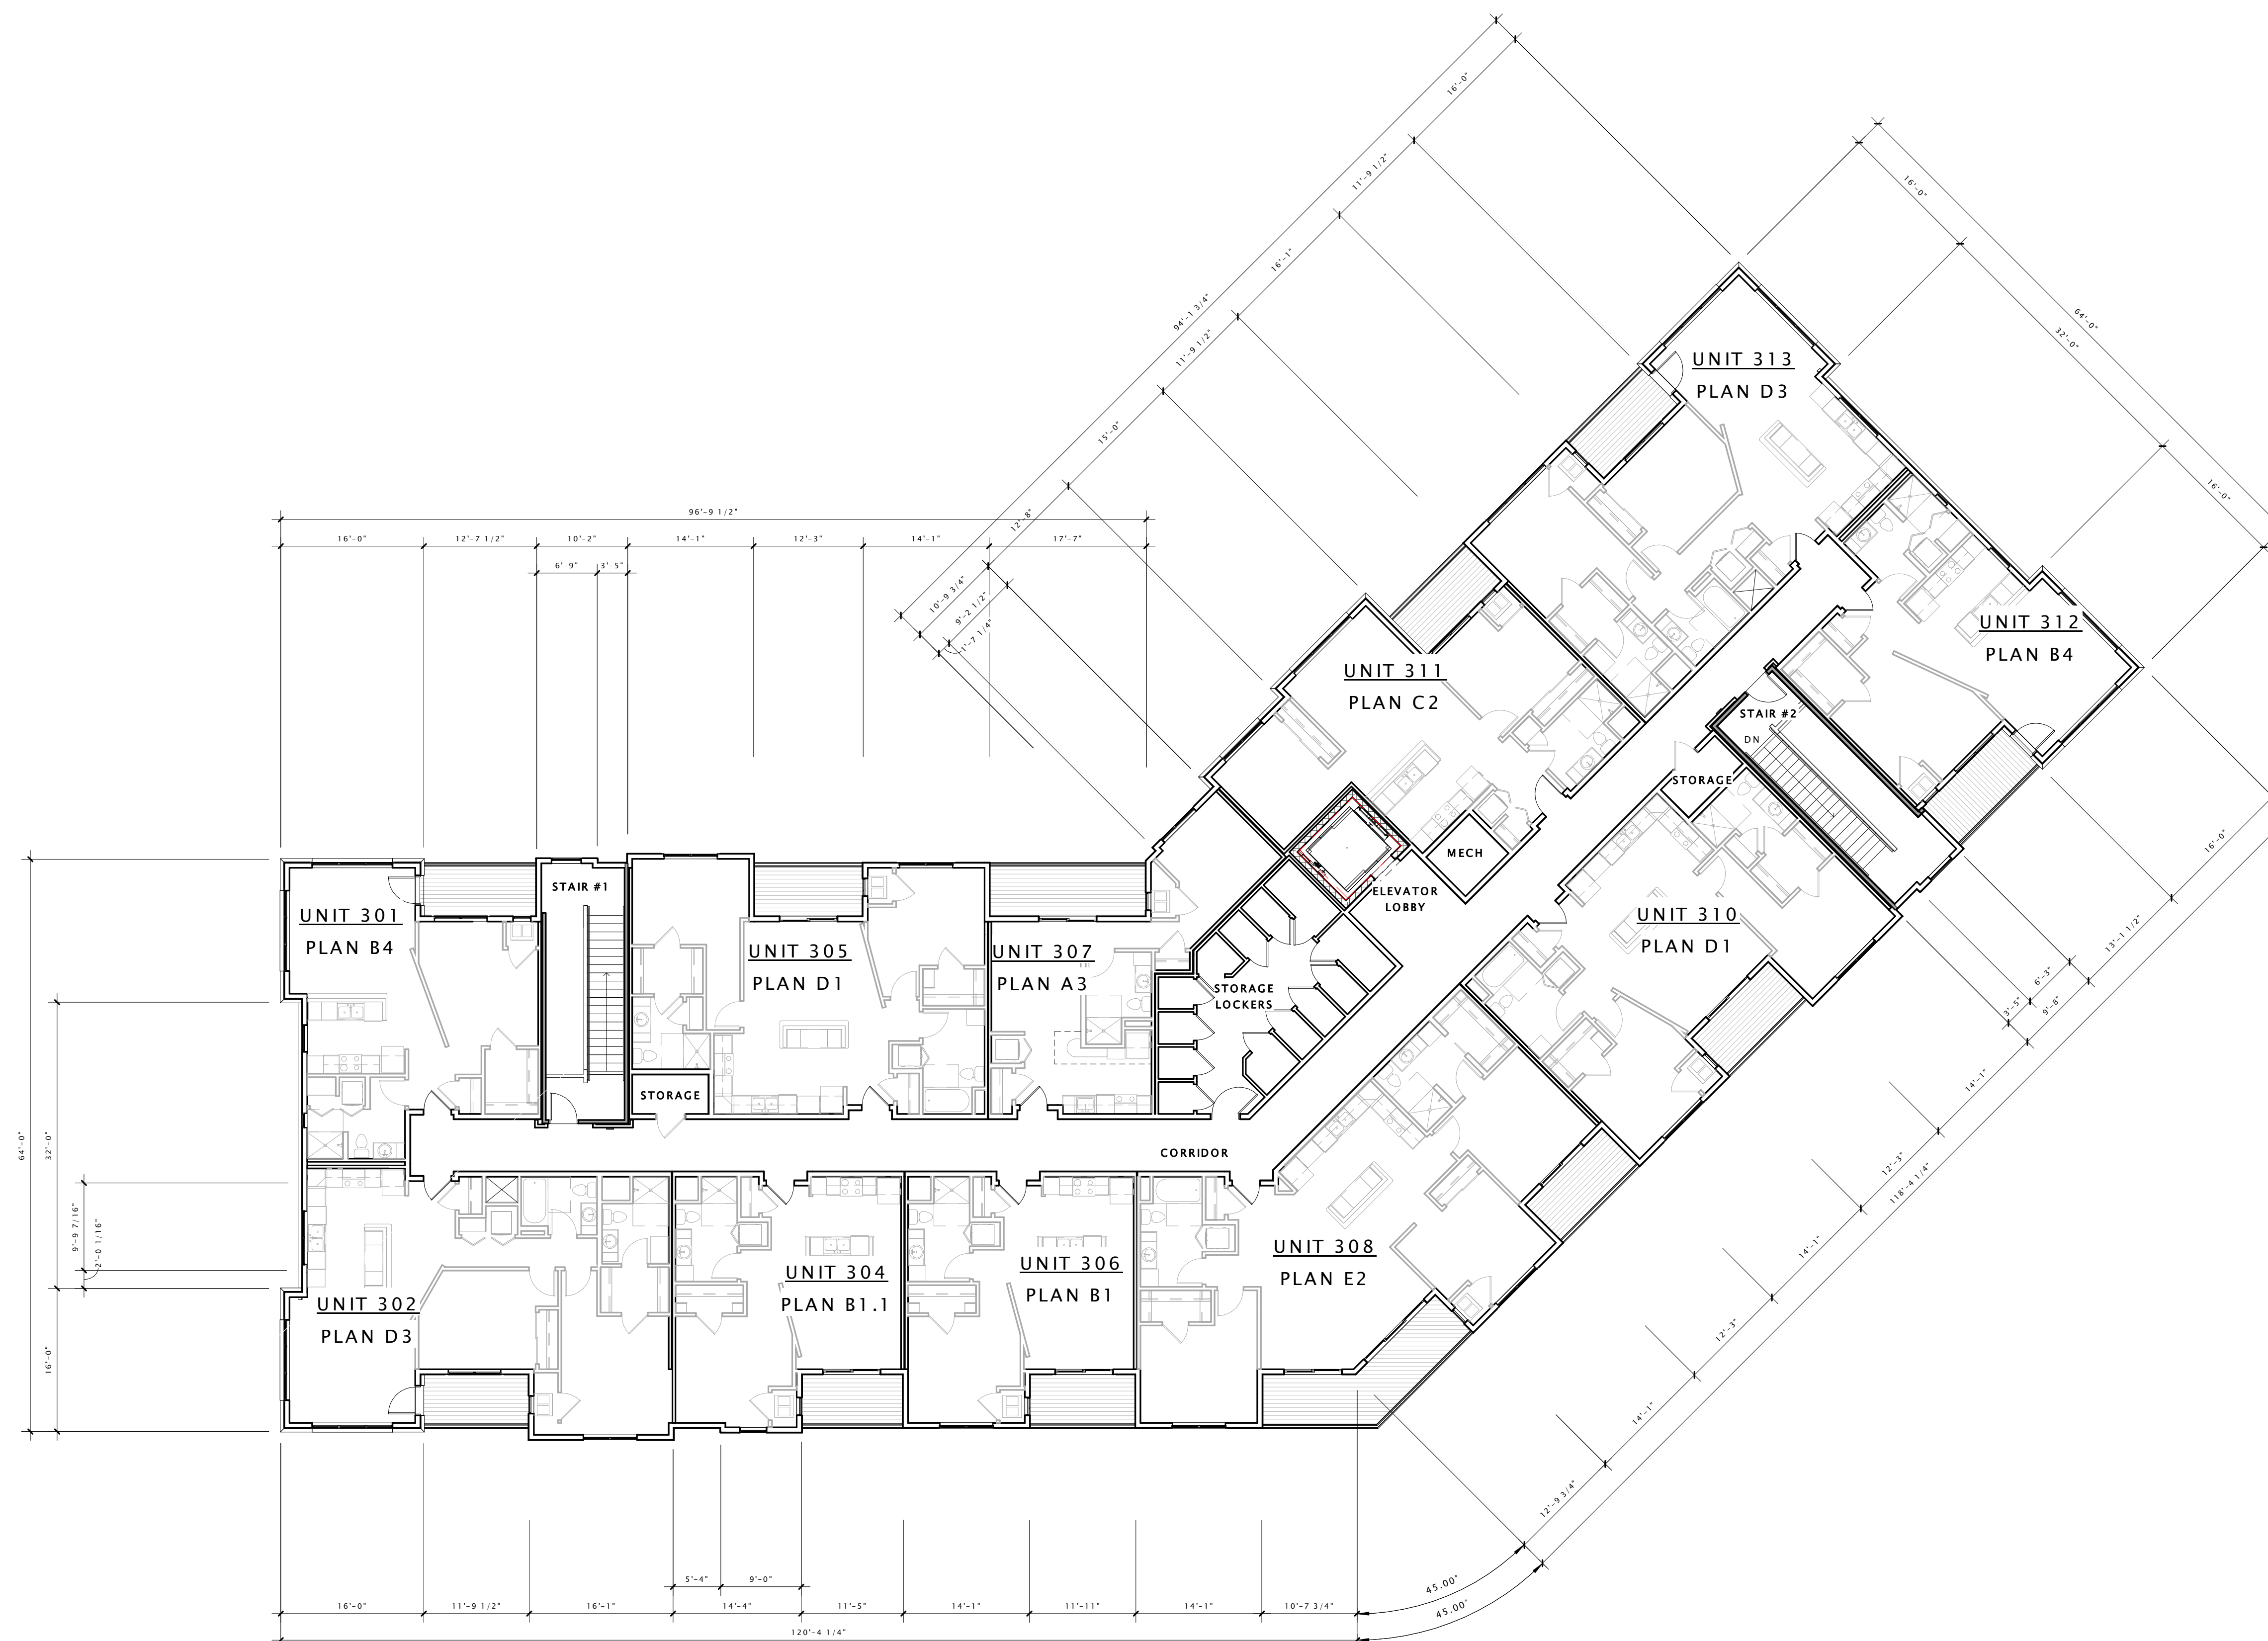 16'-0"
11'-9 1/2"
16'-1"
94'-1 3/4"
11'-9 1/2"
15'-0"
12'-8"
10'-9 3/4"
9'-2 1/2"
1'-7 1/4"
16'-0"
64'-0"
32'-0"
16'-0"
96'-9 1/2"
16'-0"
12'-7 1/2"
10'-2"
14'-1"
12'-3"
14'-1"
17'-7"
6'-9"
3'-5"
UNIT 313
PLAN D3
UNIT 312
PLAN B4
UNIT 311
PLAN C2
STAIR #2
DN
STORAGE
MECH
ELEVATOR
LOBBY
UNIT 310
PLAN D1
STAIR #1
UNIT 301
PLAN B4
UNIT 305
PLAN D1
UNIT 307
PLAN A3
STORAGE
LOCKERS
STORAGE
CORRIDOR
UNIT 302
PLAN D3
UNIT 304
PLAN B1.1
UNIT 306
PLAN B1
UNIT 308
PLAN E2
64'-0"
32'-0"
9'-9 7/16"
2'-0 1/16"
16'-0"
16'-0"
13'-1 1/2"
6'-3"
3'-5"
9'-8"
14'-1"
12'-3"
118'-4 1/4"
14'-1"
12'-3"
14'-1"
12'-9 3/4"
45.00°
45.00°
5'-4"
9'-0"
16'-0"
11'-9 1/2"
16'-1"
14'-4"
11'-5"
14'-1"
11'-11"
14'-1"
10'-7 3/4"
120'-4 1/4"